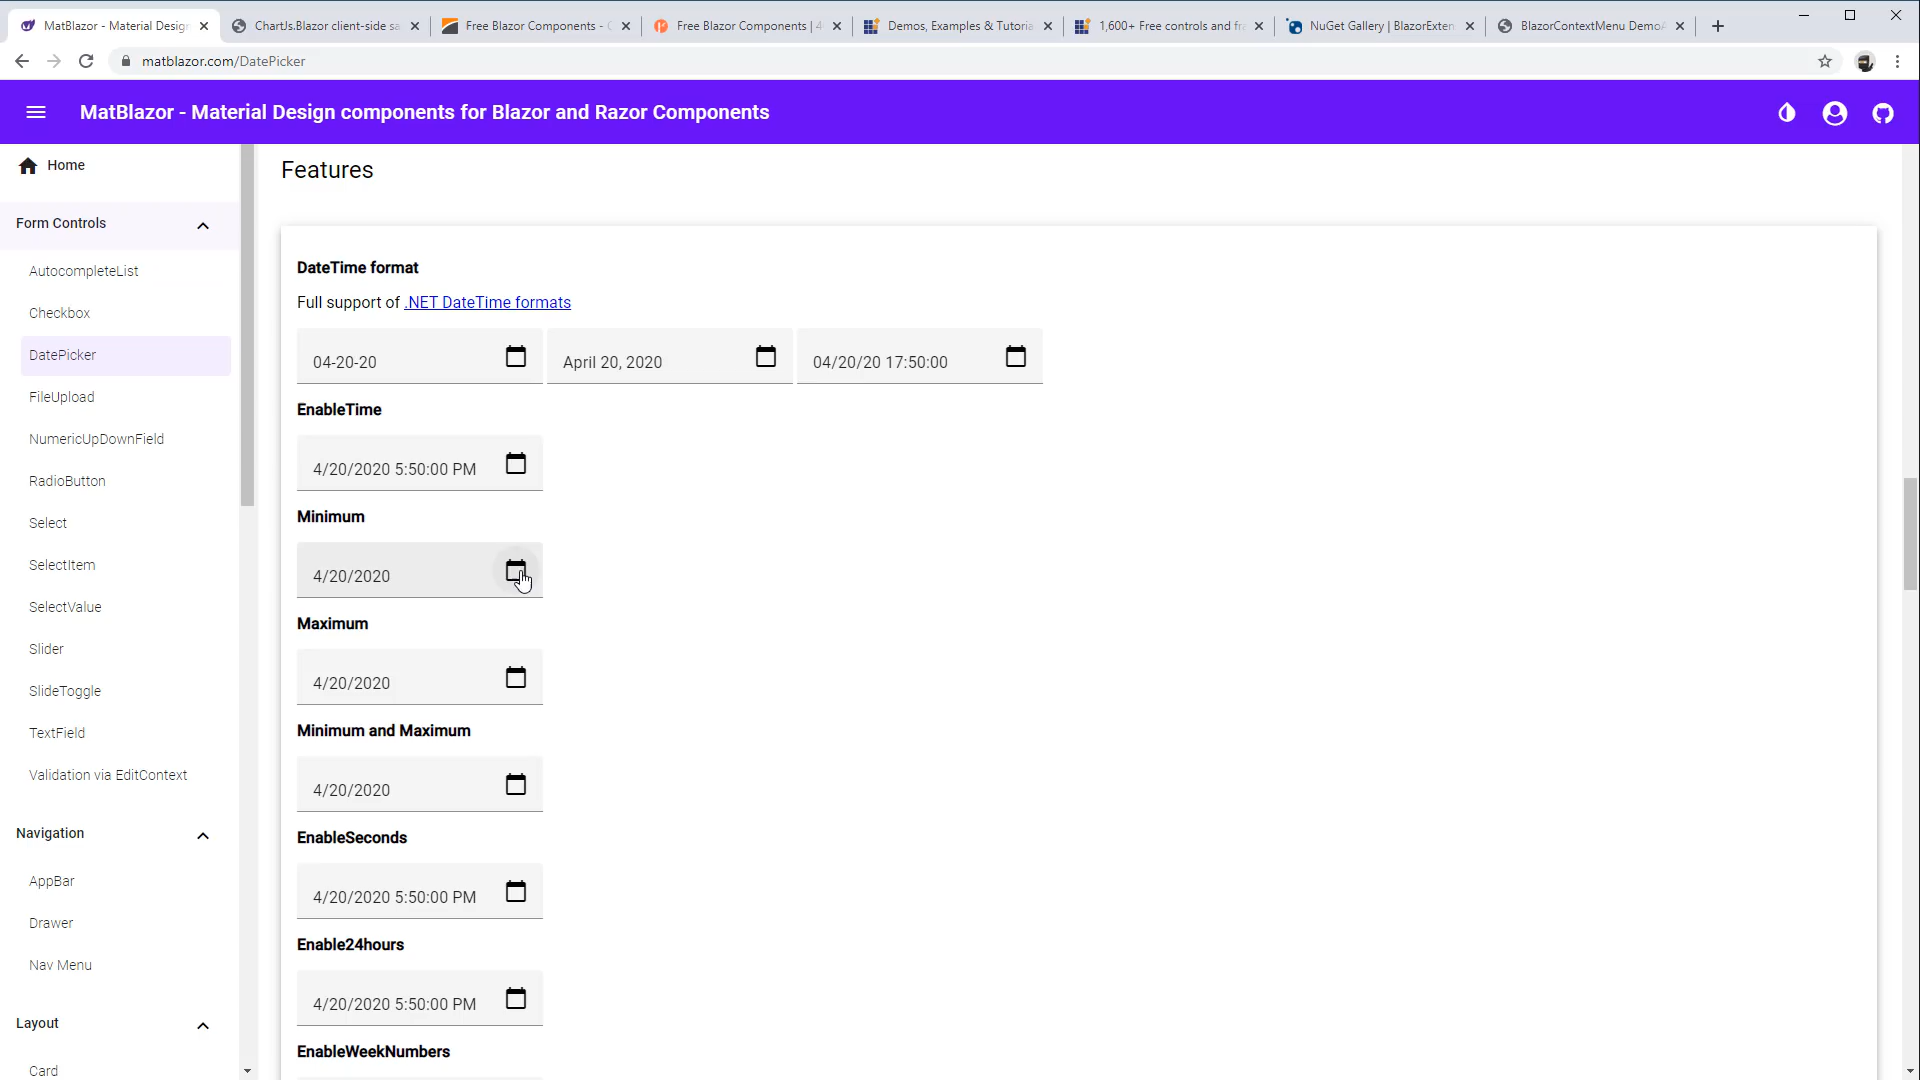 MatBlazor - Material Design
ChartJs.Blazor client-side sa
Free Blazor Components -
Free Blazor Components | 4
Demos, Examples & Tutoria
1,600+ Free controls and fra
NuGet Gallery | BlazorExten
BlazorContextMenu DemoA
matblazor.com/DatePicker
MatBlazor - Material Design components for Blazor and Razor Components
Home
Form Controls
AutocompleteList
Checkbox
DatePicker
FileUpload
NumericUpDownField
RadioButton
Select
SelectItem
SelectValue
Slider
SlideToggle
TextField
Validation via EditContext
Navigation
AppBar
Drawer
Nav Menu
Layout
Card
Features
DateTime format
Full support of .NET DateTime formats
04-20-20
April 20, 2020
04/20/20 17:50:00
EnableTime
4/20/2020 5:50:00 PM
Minimum
4/20/2020
Maximum
4/20/2020
Minimum and Maximum
4/20/2020
EnableSeconds
4/20/2020 5:50:00 PM
Enable24hours
4/20/2020 5:50:00 PM
EnableWeekNumbers